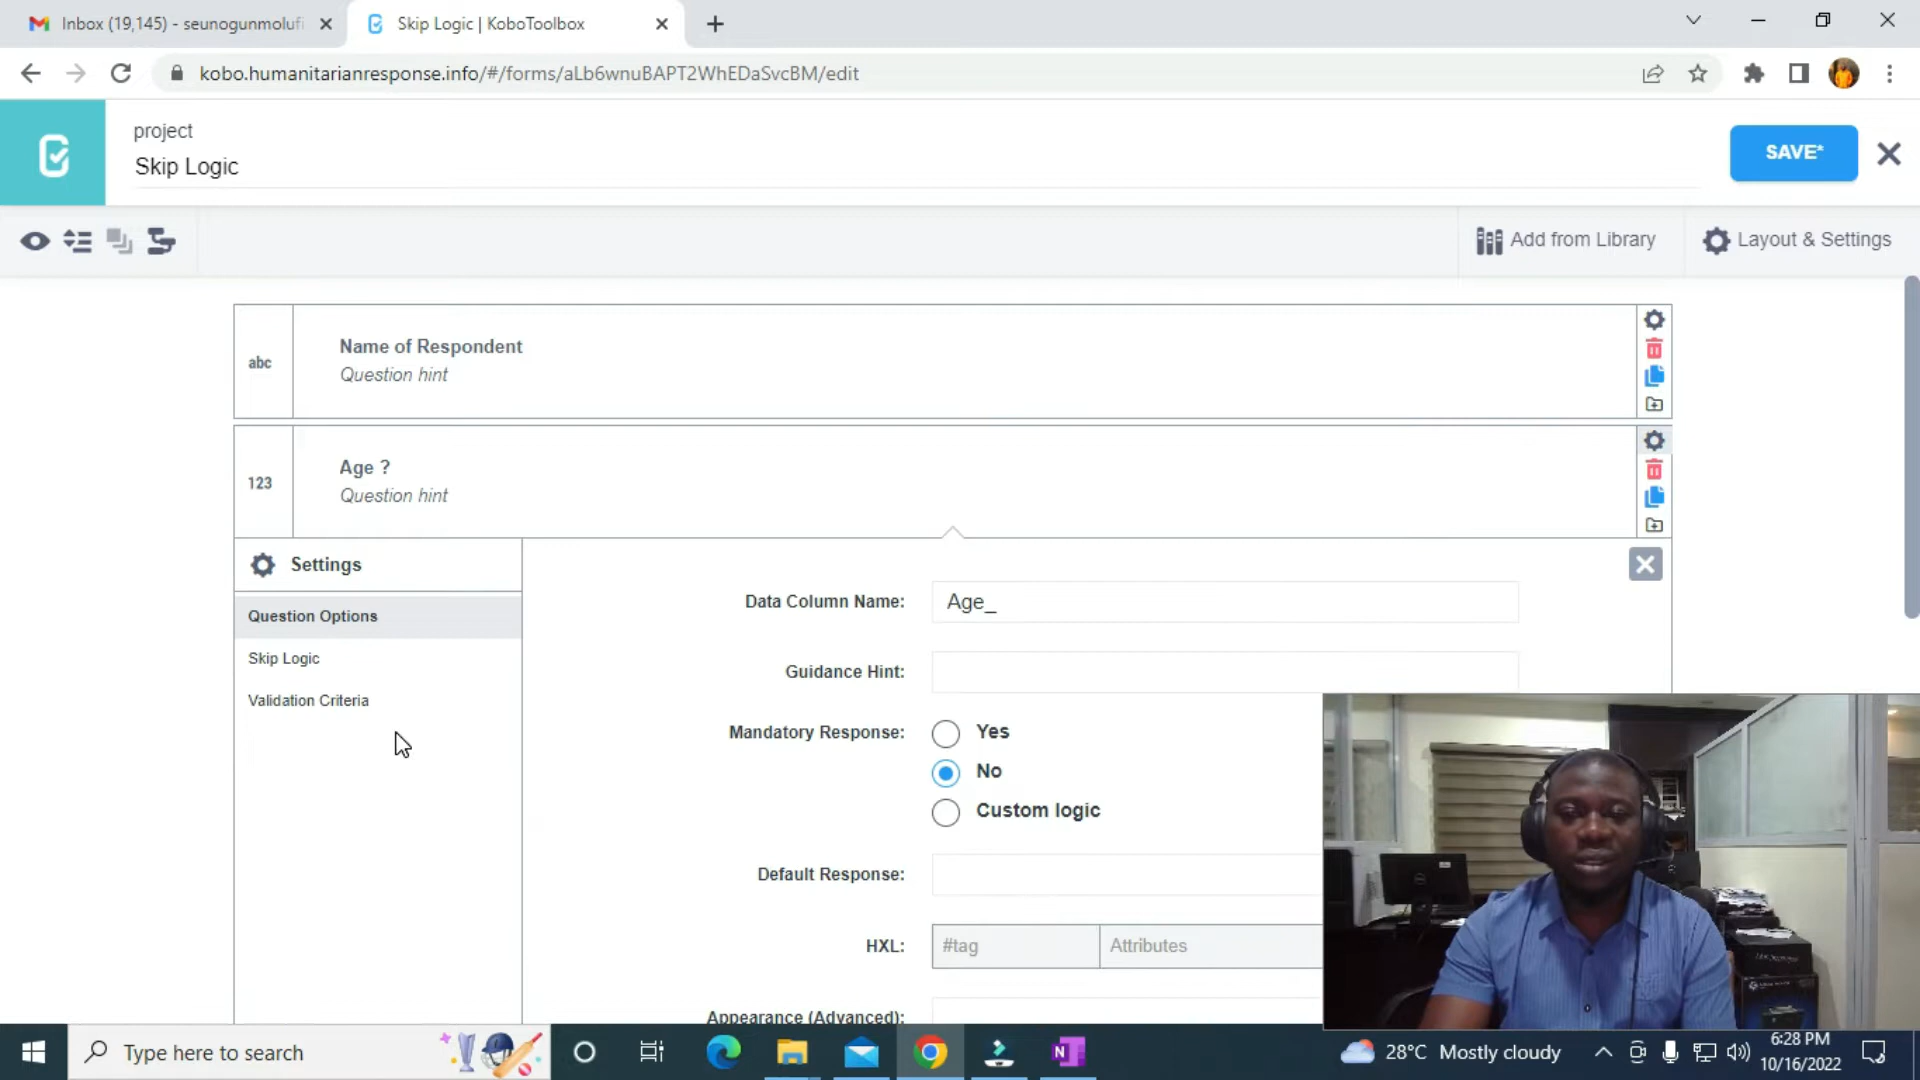 Inbox (19,145) - seunogunmolufi
Skip Logic | KoboToolbox
kobo.humanitarianresponse.info/#/forms/aLb6wnuBAPT2WhEDaSvcBM/edit
project
Skip Logic
SAVE*
Add from Library
Layout & Settings
abc
Name of Respondent
Question hint
123
Age ?
Question hint
Settings
Question Options
Skip Logic
Validation Criteria
Data Column Name:
Age_
Guidance Hint:
Mandatory Response:
Yes
No
Custom logic
Default Response:
HXL:
#tag
Attributes
Appearance (Advanced):
Type here to search
28°C Mostly cloudy
6:28 PM
10/16/2022